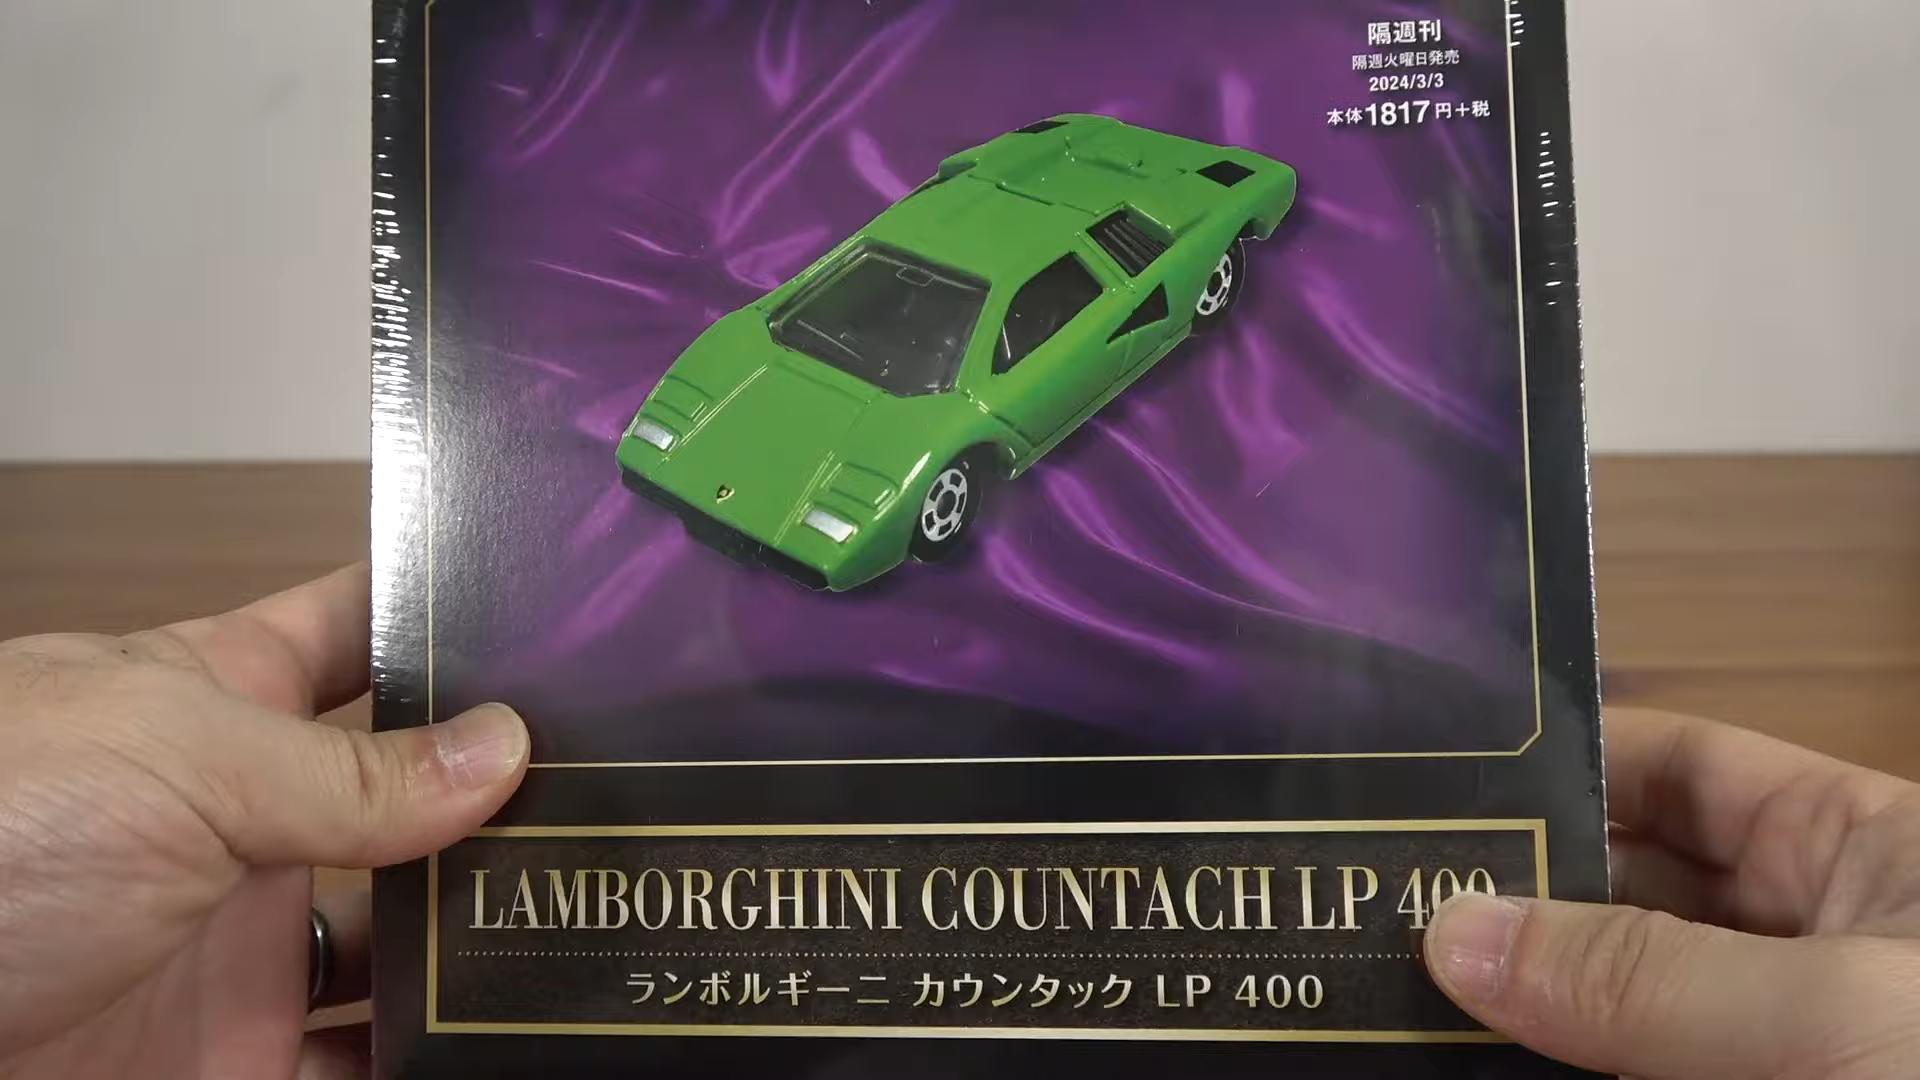 隔週刊
隔週火曜日発売
2024/3/3
本体1817円+税
LAMBORGHINI COUNTACH LP 400
ランボルギーニ カウンタック LP 400